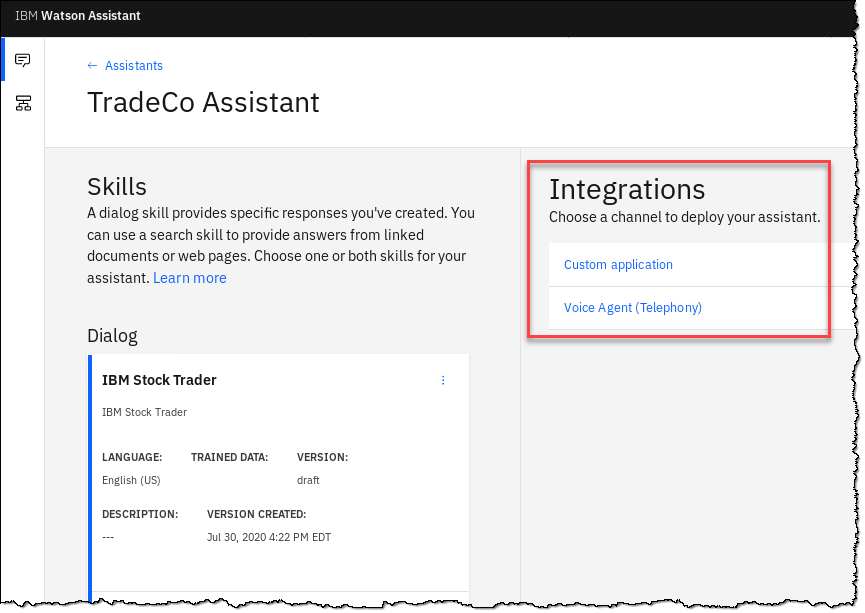 IBM Watson Assistant
← Assistants
TradeCo Assistant
Skills
A dialog skill provides specific responses you've created. You
can use a search skill to provide answers from linked
documents or web pages. Choose one or both skills for your
assistant. Learn more
Dialog
IBM Stock Trader
IBM Stock Trader
LANGUAGE: TRAINED DATA: VERSION:
English (US) draft
DESCRIPTION: VERSION CREATED:
--- Jul 30, 2020 4:22 PM EDT
Integrations
Choose a channel to deploy your assistant.
Custom application
Voice Agent (Telephony)